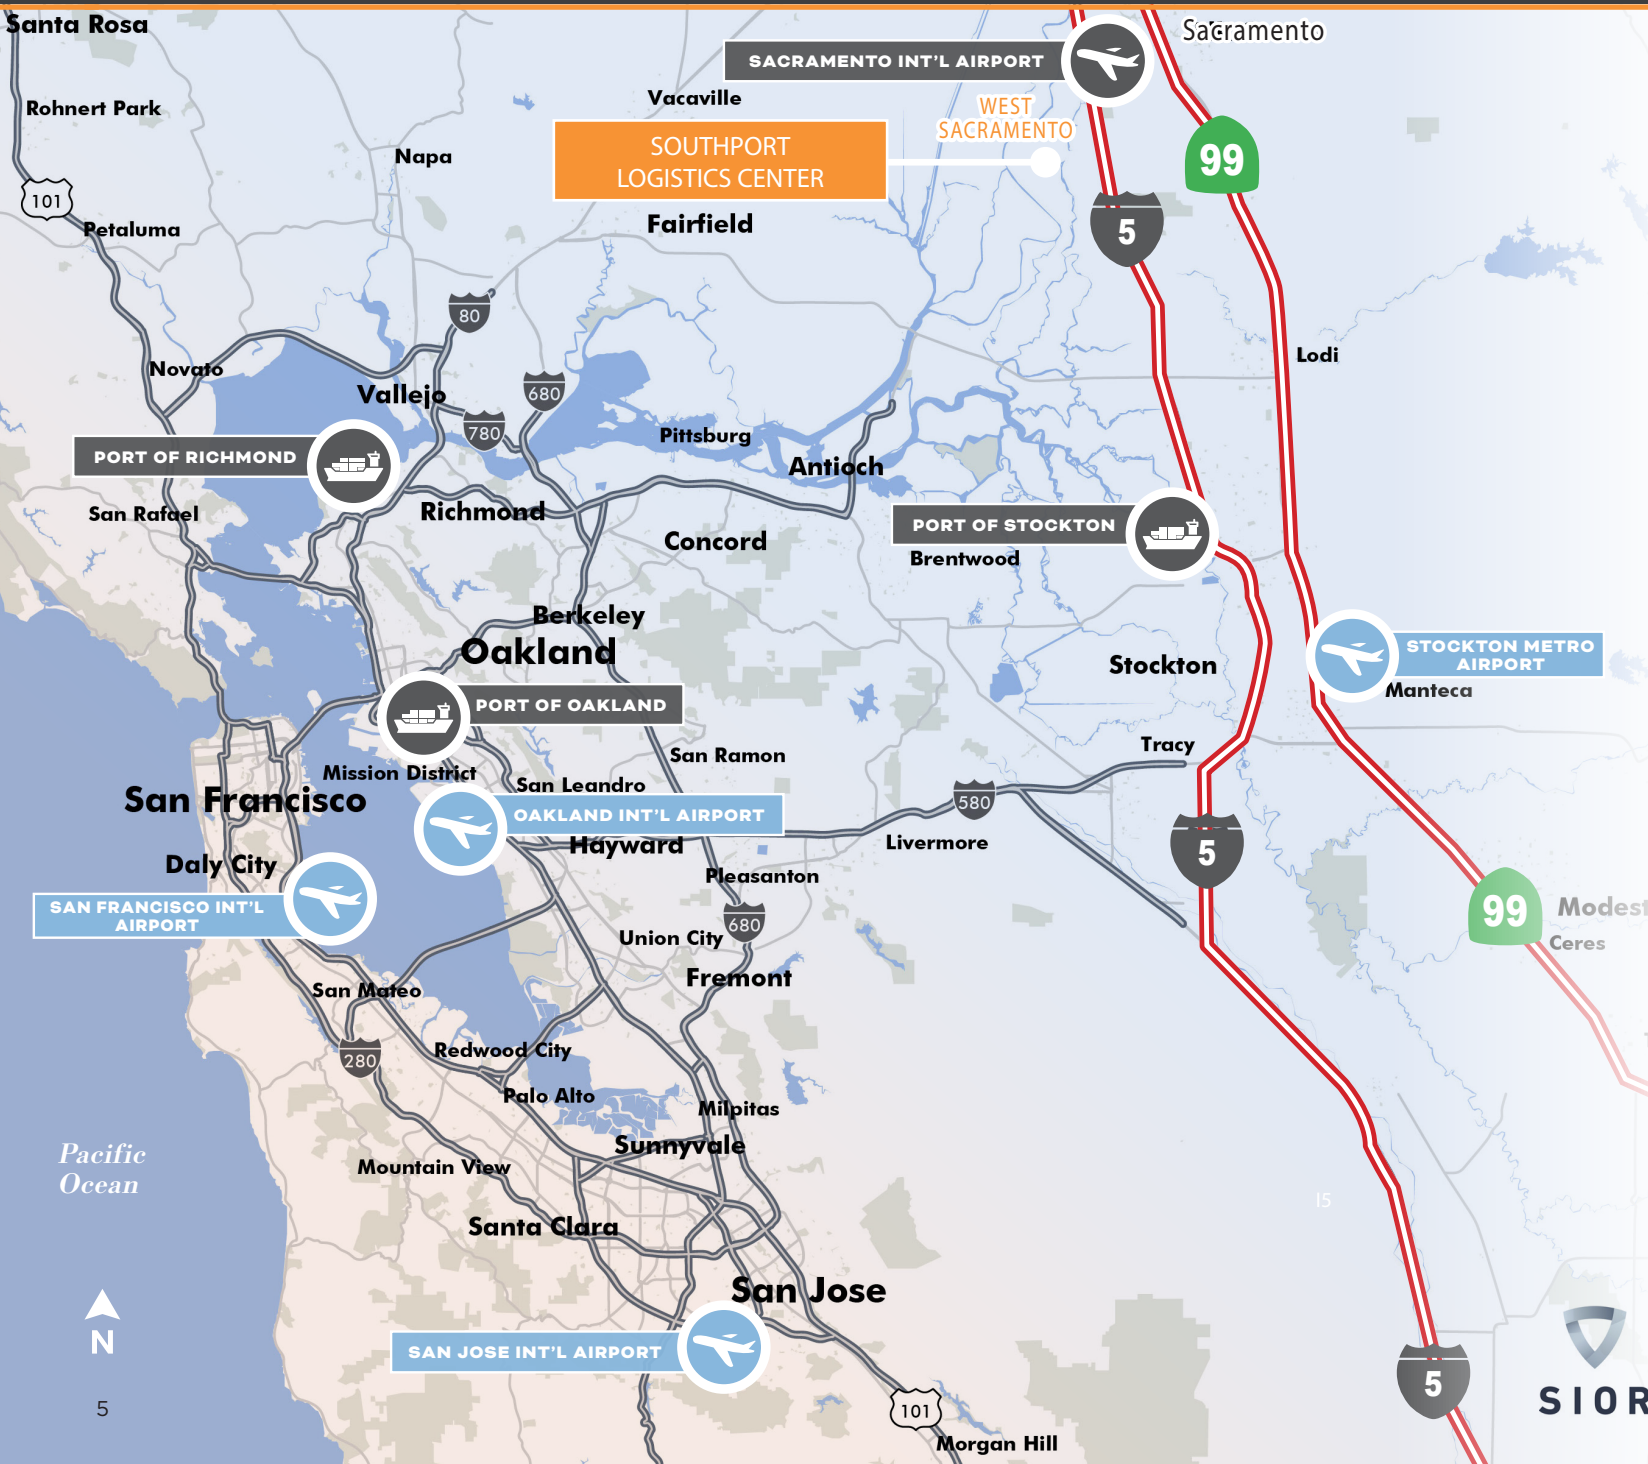 Santa Rosa
Sacramento
SACRAMENTO INT'L AIRPORT
Vacaville
Rohnert Park
WEST
SACRAMENTO
SOUTHPORT
LOGISTICS CENTER
Napa
99
101
Petaluma
Fairfield
5
80
Novato
Lodi
Vallejo
680
780
Pittsburg
PORT OF RICHMOND
Antioch
San Rafael
Richmond
PORT OF STOCKTON
Concord
Brentwood
Berkeley
Oakland
STOCKTON METRO
AIRPORT
Stockton
Manteca
PORT OF OAKLAND
Tracy
San Ramon
Mission District
San Leandro
San Francisco
580
OAKLAND INT'L AIRPORT
Hayward
Livermore
5
Daly City
Pleasanton
SAN FRANCISCO INT'L
AIRPORT
680
99
Modest
Union City
Ceres
Fremont
San Mateo
Redwood City
280
Palo Alto
Milpitas
Sunnyvale
Pacific
Ocean
Mountain View
I5
Santa Clara
San Jose
N
SAN JOSE INT'L AIRPORT
5
SIOR
5
101
Morgan Hill